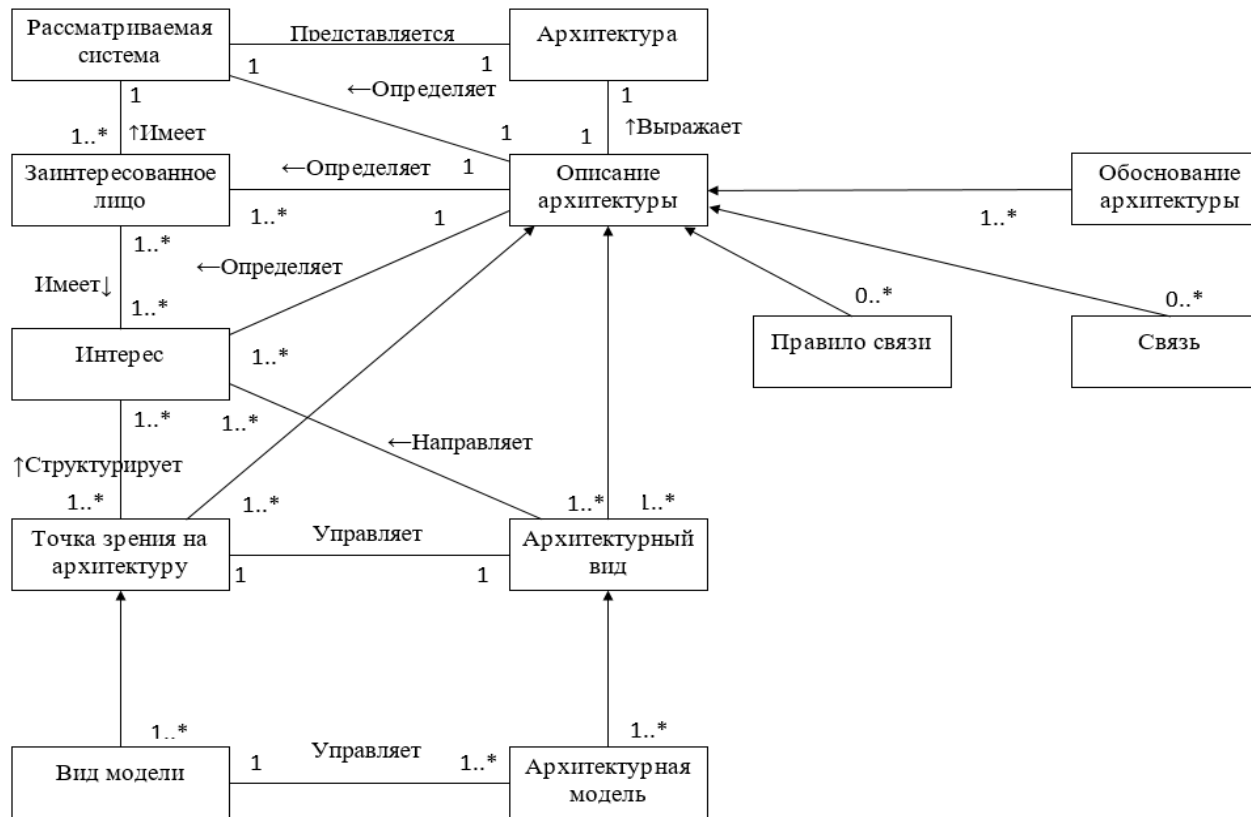 Рассматриваемая
система
Представляется
Архитектура
1
1
1
←Определяет
1
1..*
↑Имеет
1
1
↑Выражает
Заинтересованное
лицо
←Определяет
1
Описание
архитектуры
Обоснование
архитектуры
1..*
1
1..*
1..*
Имеет↓
←Определяет
1..*
0..*
0..*
Интерес
1..*
Правило связи
Связь
1..*
1..*
←Направляет
↑Структурирует
1..*
1..*
1..*
1..*
Точка зрения на
архитектуру
Управляет
Архитектурный
вид
1
1
1..*
1..*
Вид модели
Управляет
1
1..*
Архитектурная
модель